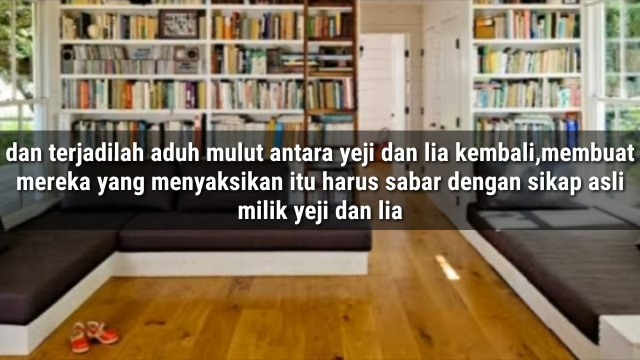 dan terjadilah aduh mulut antara yeji dan lia kembali,membuat
mereka yang menyaksikan itu harus sabar dengan sikap asli
milik yeji dan lia